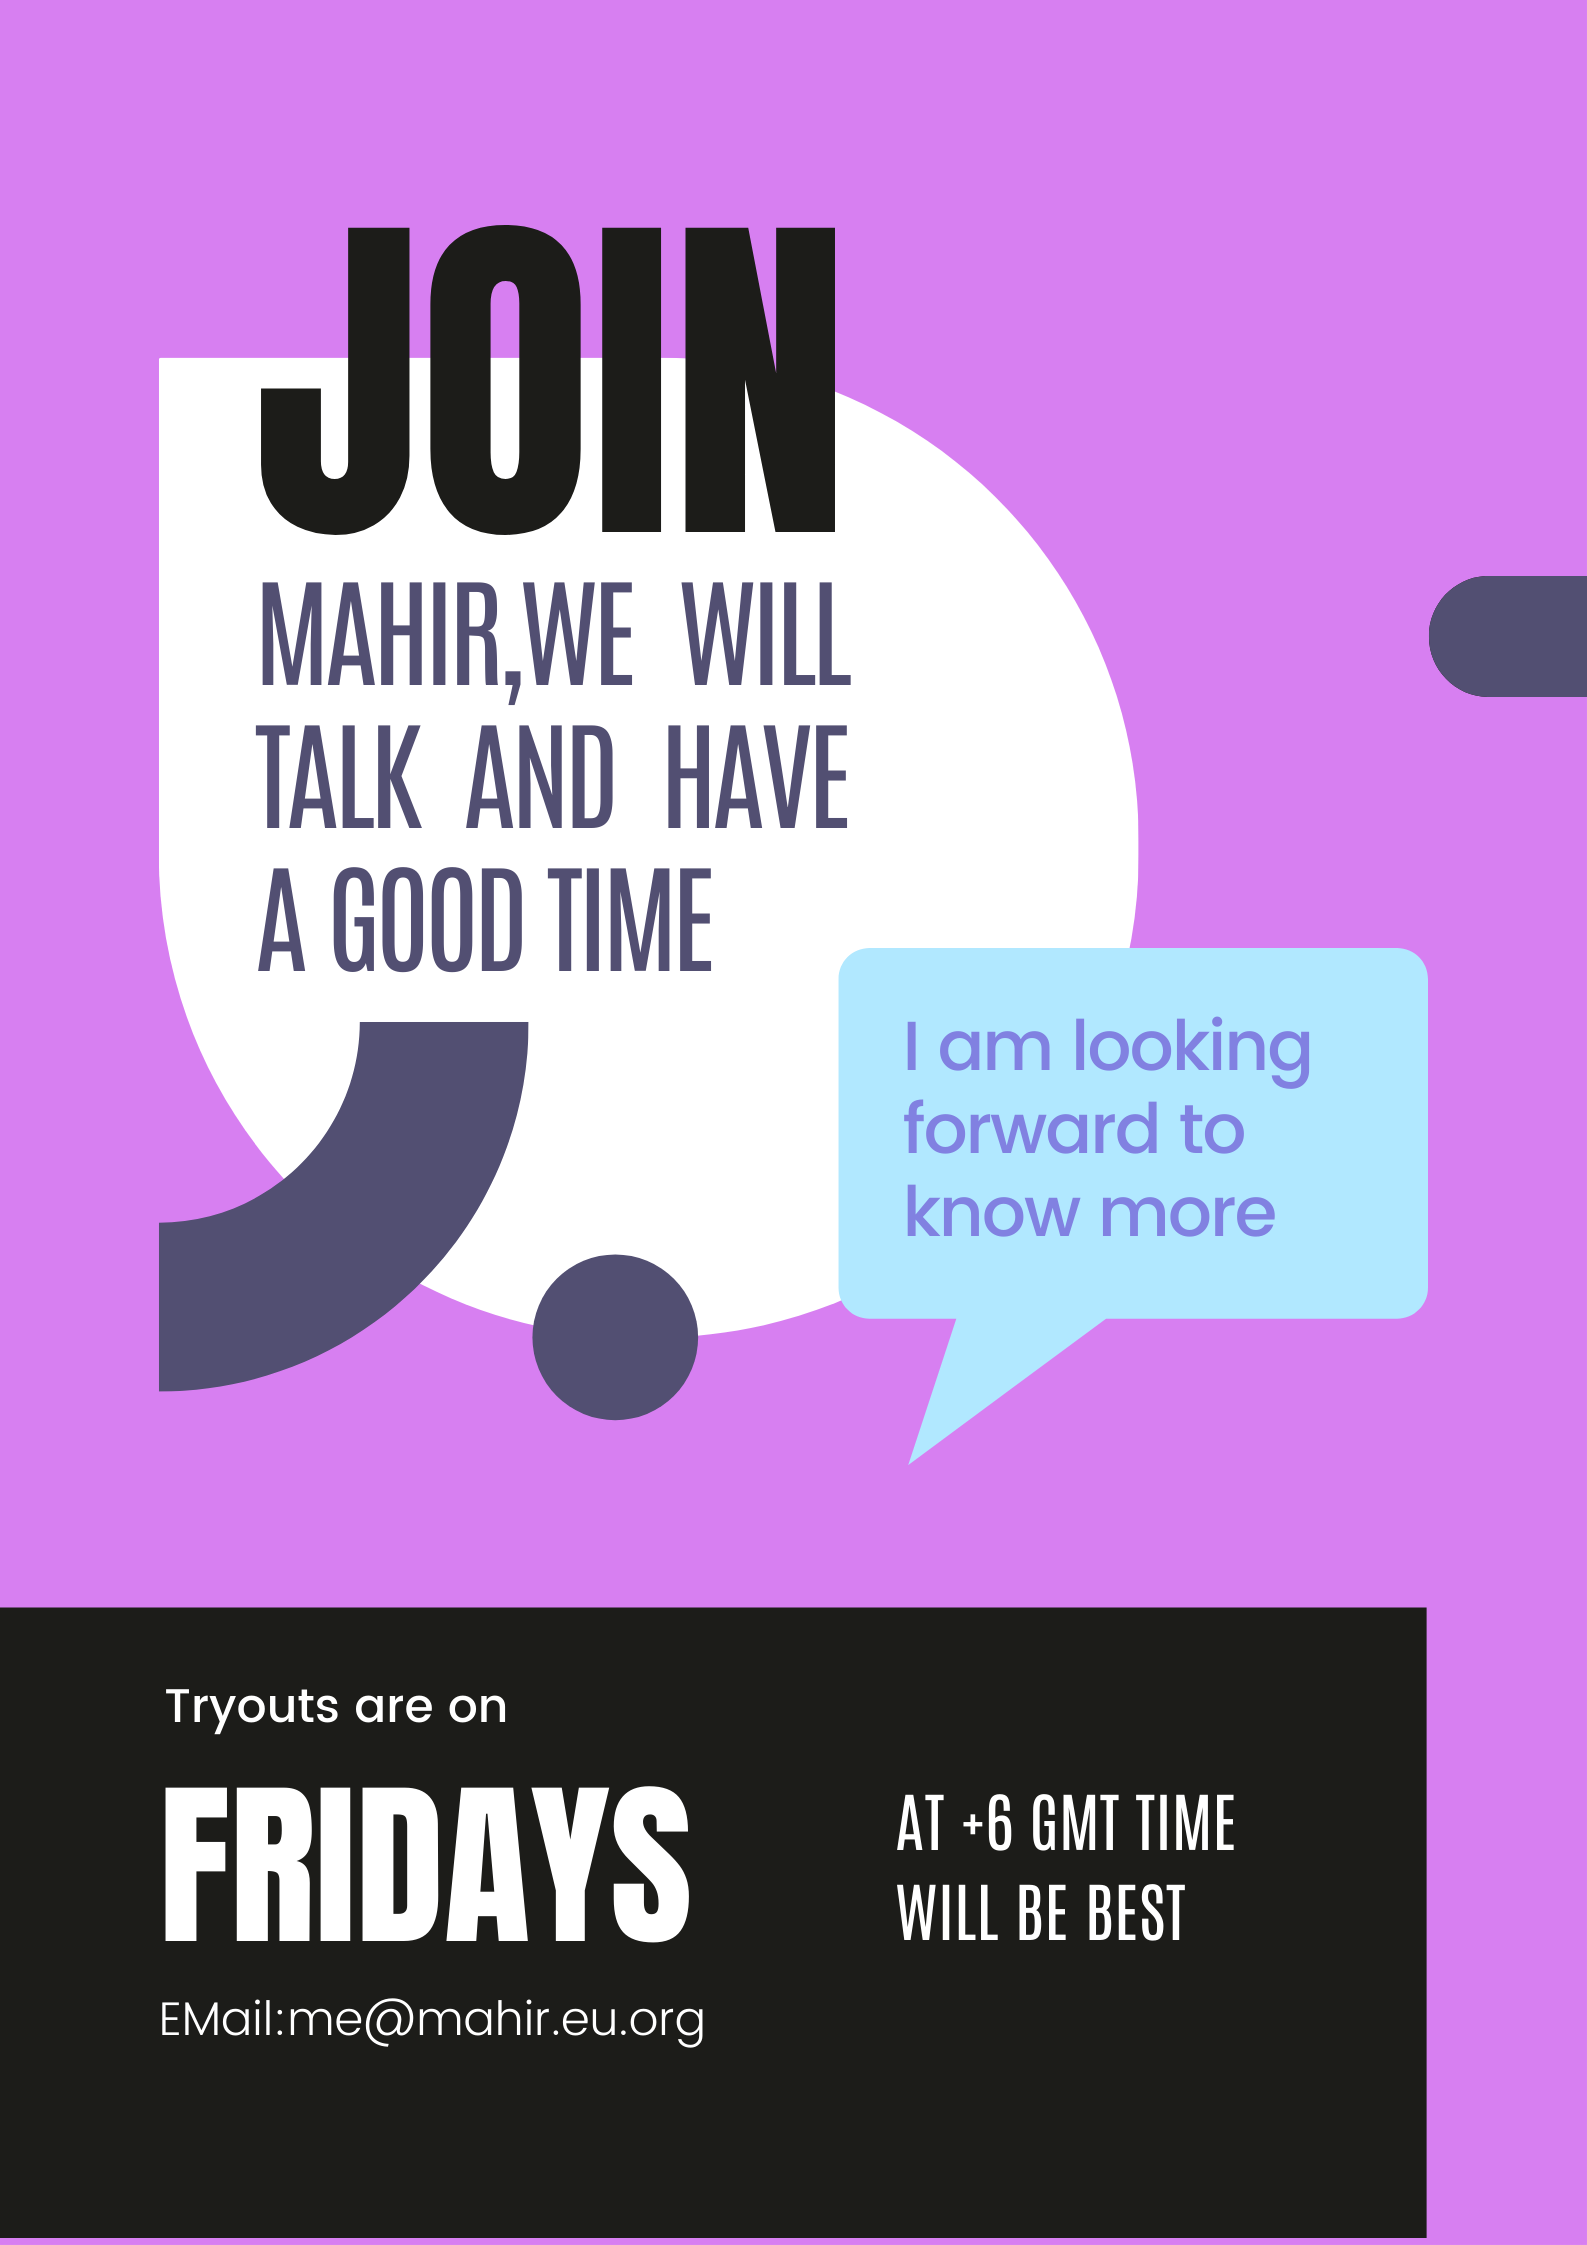 JOIN
MAHIR,WE WILL
TALK AND HAVE
A GOOD TIME
I am looking
forward to
know more
Tryouts are on
FRIDAYS
AT +6 GMT TIME
WILL BE BEST
EMail:me@mahir.eu.org